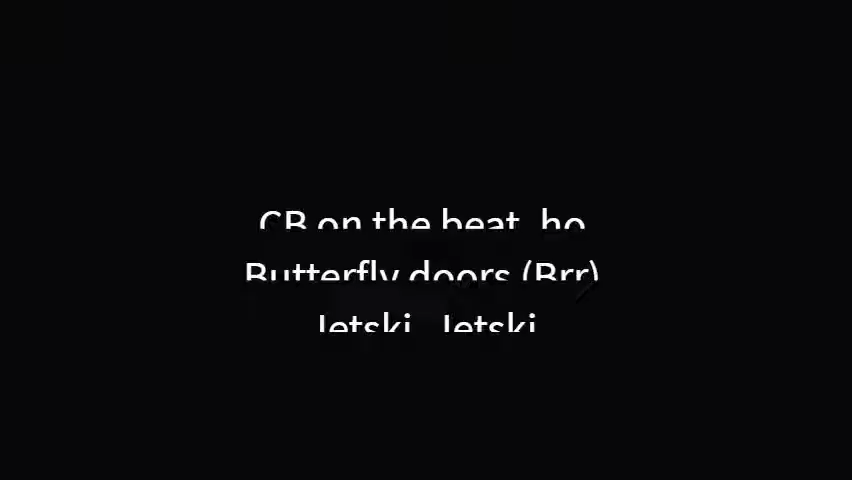 CB on the beat, ho
Butterfly doors (Brr)
Jetski, Jetski